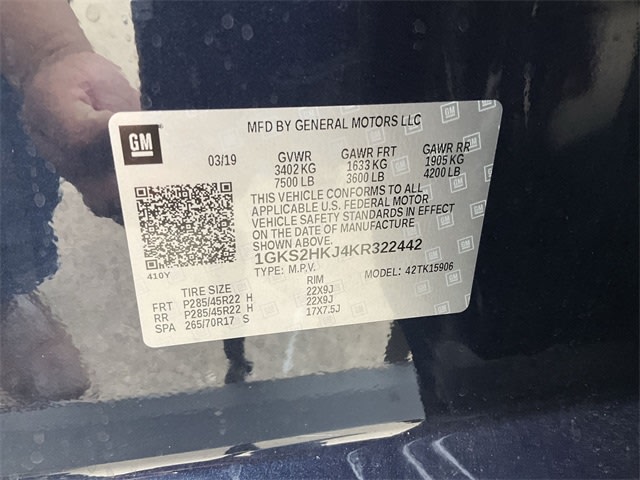 GM
MFD BY GENERAL MOTORS LLC
03/19 GVWR GAWR FRT GAWR RR
3402 KG 1633 KG 1905 KG
7500 LB 3600 LB 4200 LB
THIS VEHICLE CONFORMS TO ALL
APPLICABLE U.S. FEDERAL MOTOR
VEHICLE SAFETY STANDARDS IN EFFECT
ON THE DATE OF MANUFACTURE
SHOWN ABOVE.
1GKS2HKJ4KR322442
410Y TYPE: M.P.V. MODEL: 42TK15906
TIRE SIZE RIM
FRT P285/45R22 H 22X9J
RR P285/45R22 H 22X9J
SPA 265/70R17 S 17X7.5J